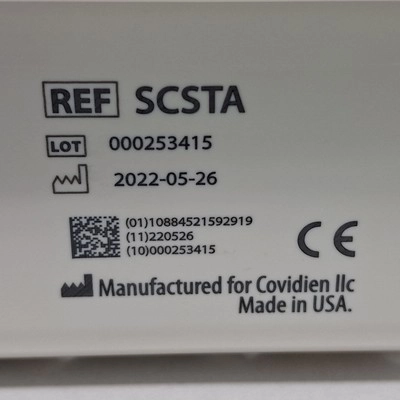 REF SCSTA
LOT 000253415
2022-05-26
(01)10884521592919
(11)220526
(10)000253415
CE
Manufactured for Covidien llc
Made in USA.